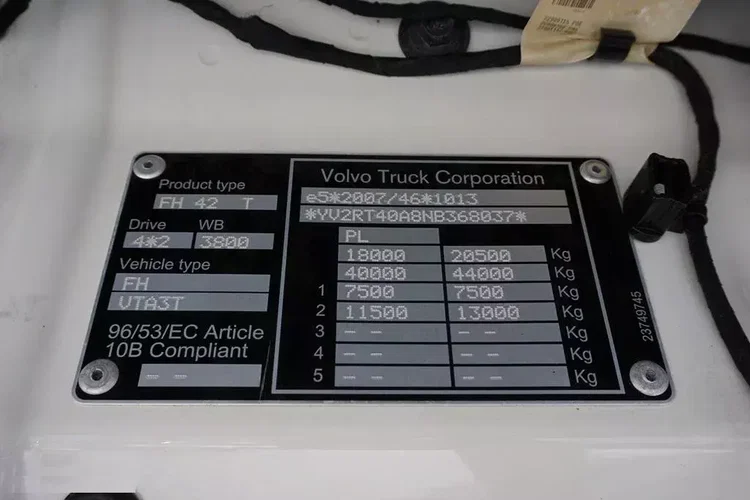 Product type
FH 42 T
Drive WB
4*2 3800
Vehicle type
FH
VTA3T
96/53/EC Article
10B Compliant
-- --
Volvo Truck Corporation
e5*2007/46*1013
*YV2RT40A8NB368037*
PL
18000 20500 Kg
40000 44000 Kg
1 7500 7500 Kg
2 11500 13000 Kg
3 -- -- -- -- Kg
4 -- -- -- -- Kg
5 -- -- -- -- Kg
23749745